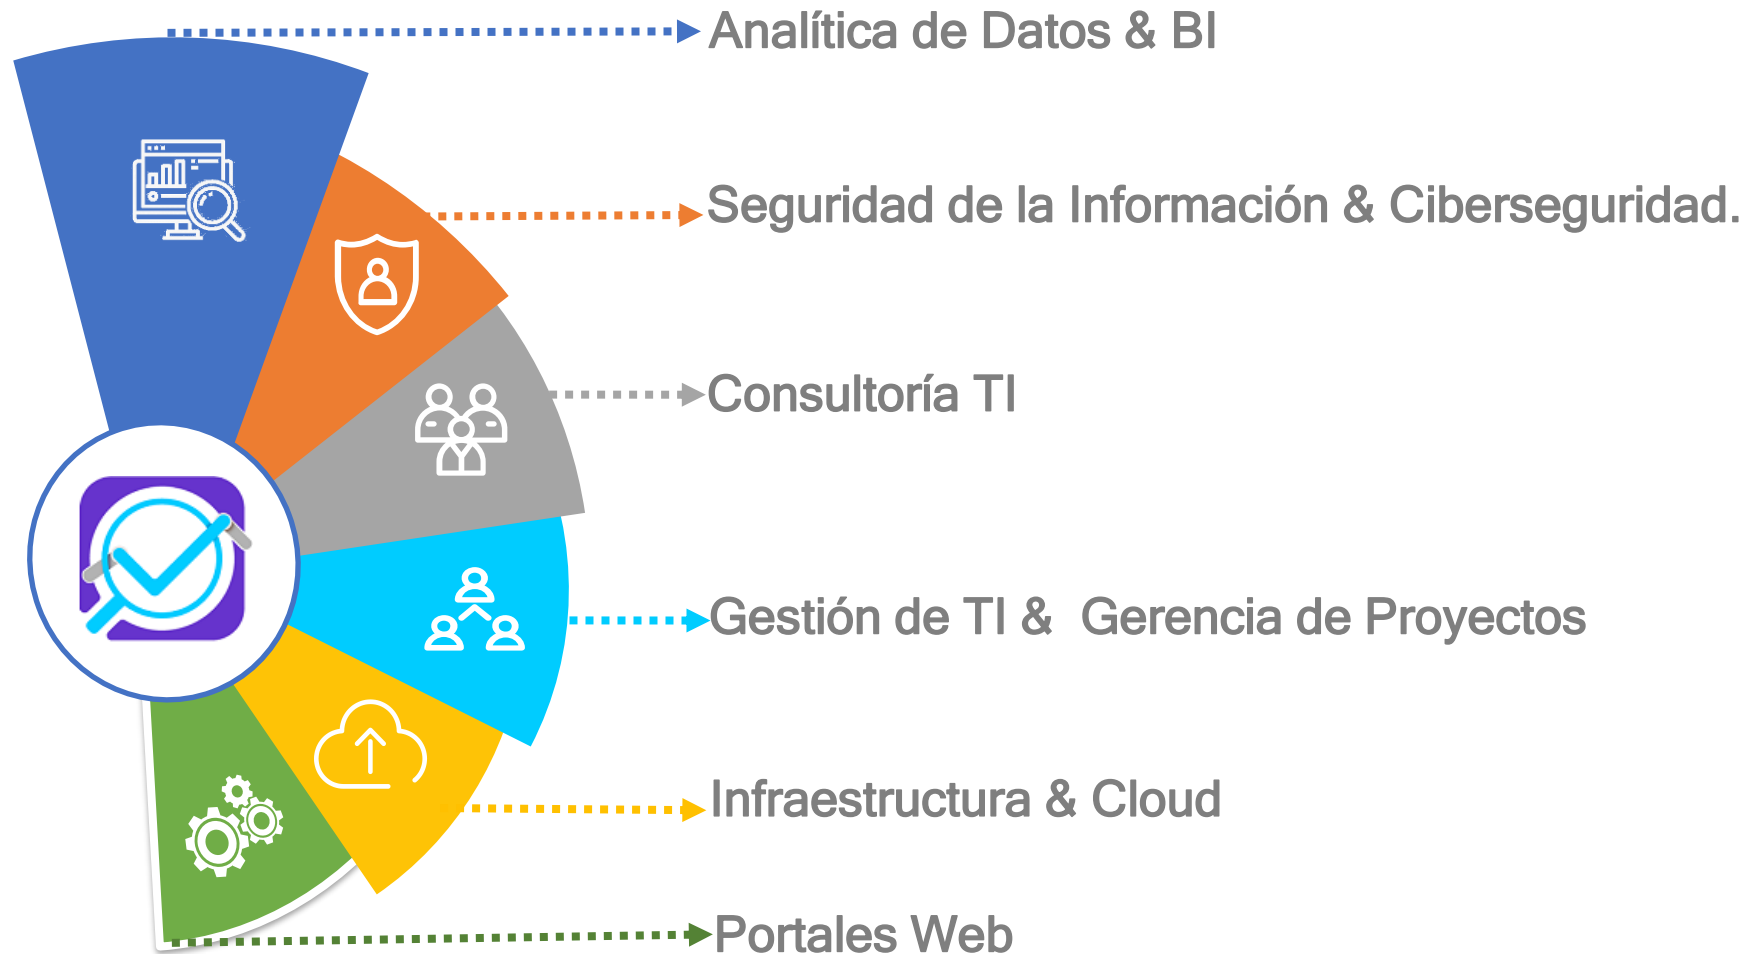 Analítica de Datos & BI
Seguridad de la Información & Ciberseguridad.
Consultoría TI
Gestión de TI &  Gerencia de Proyectos
Infraestructura & Cloud
Portales Web